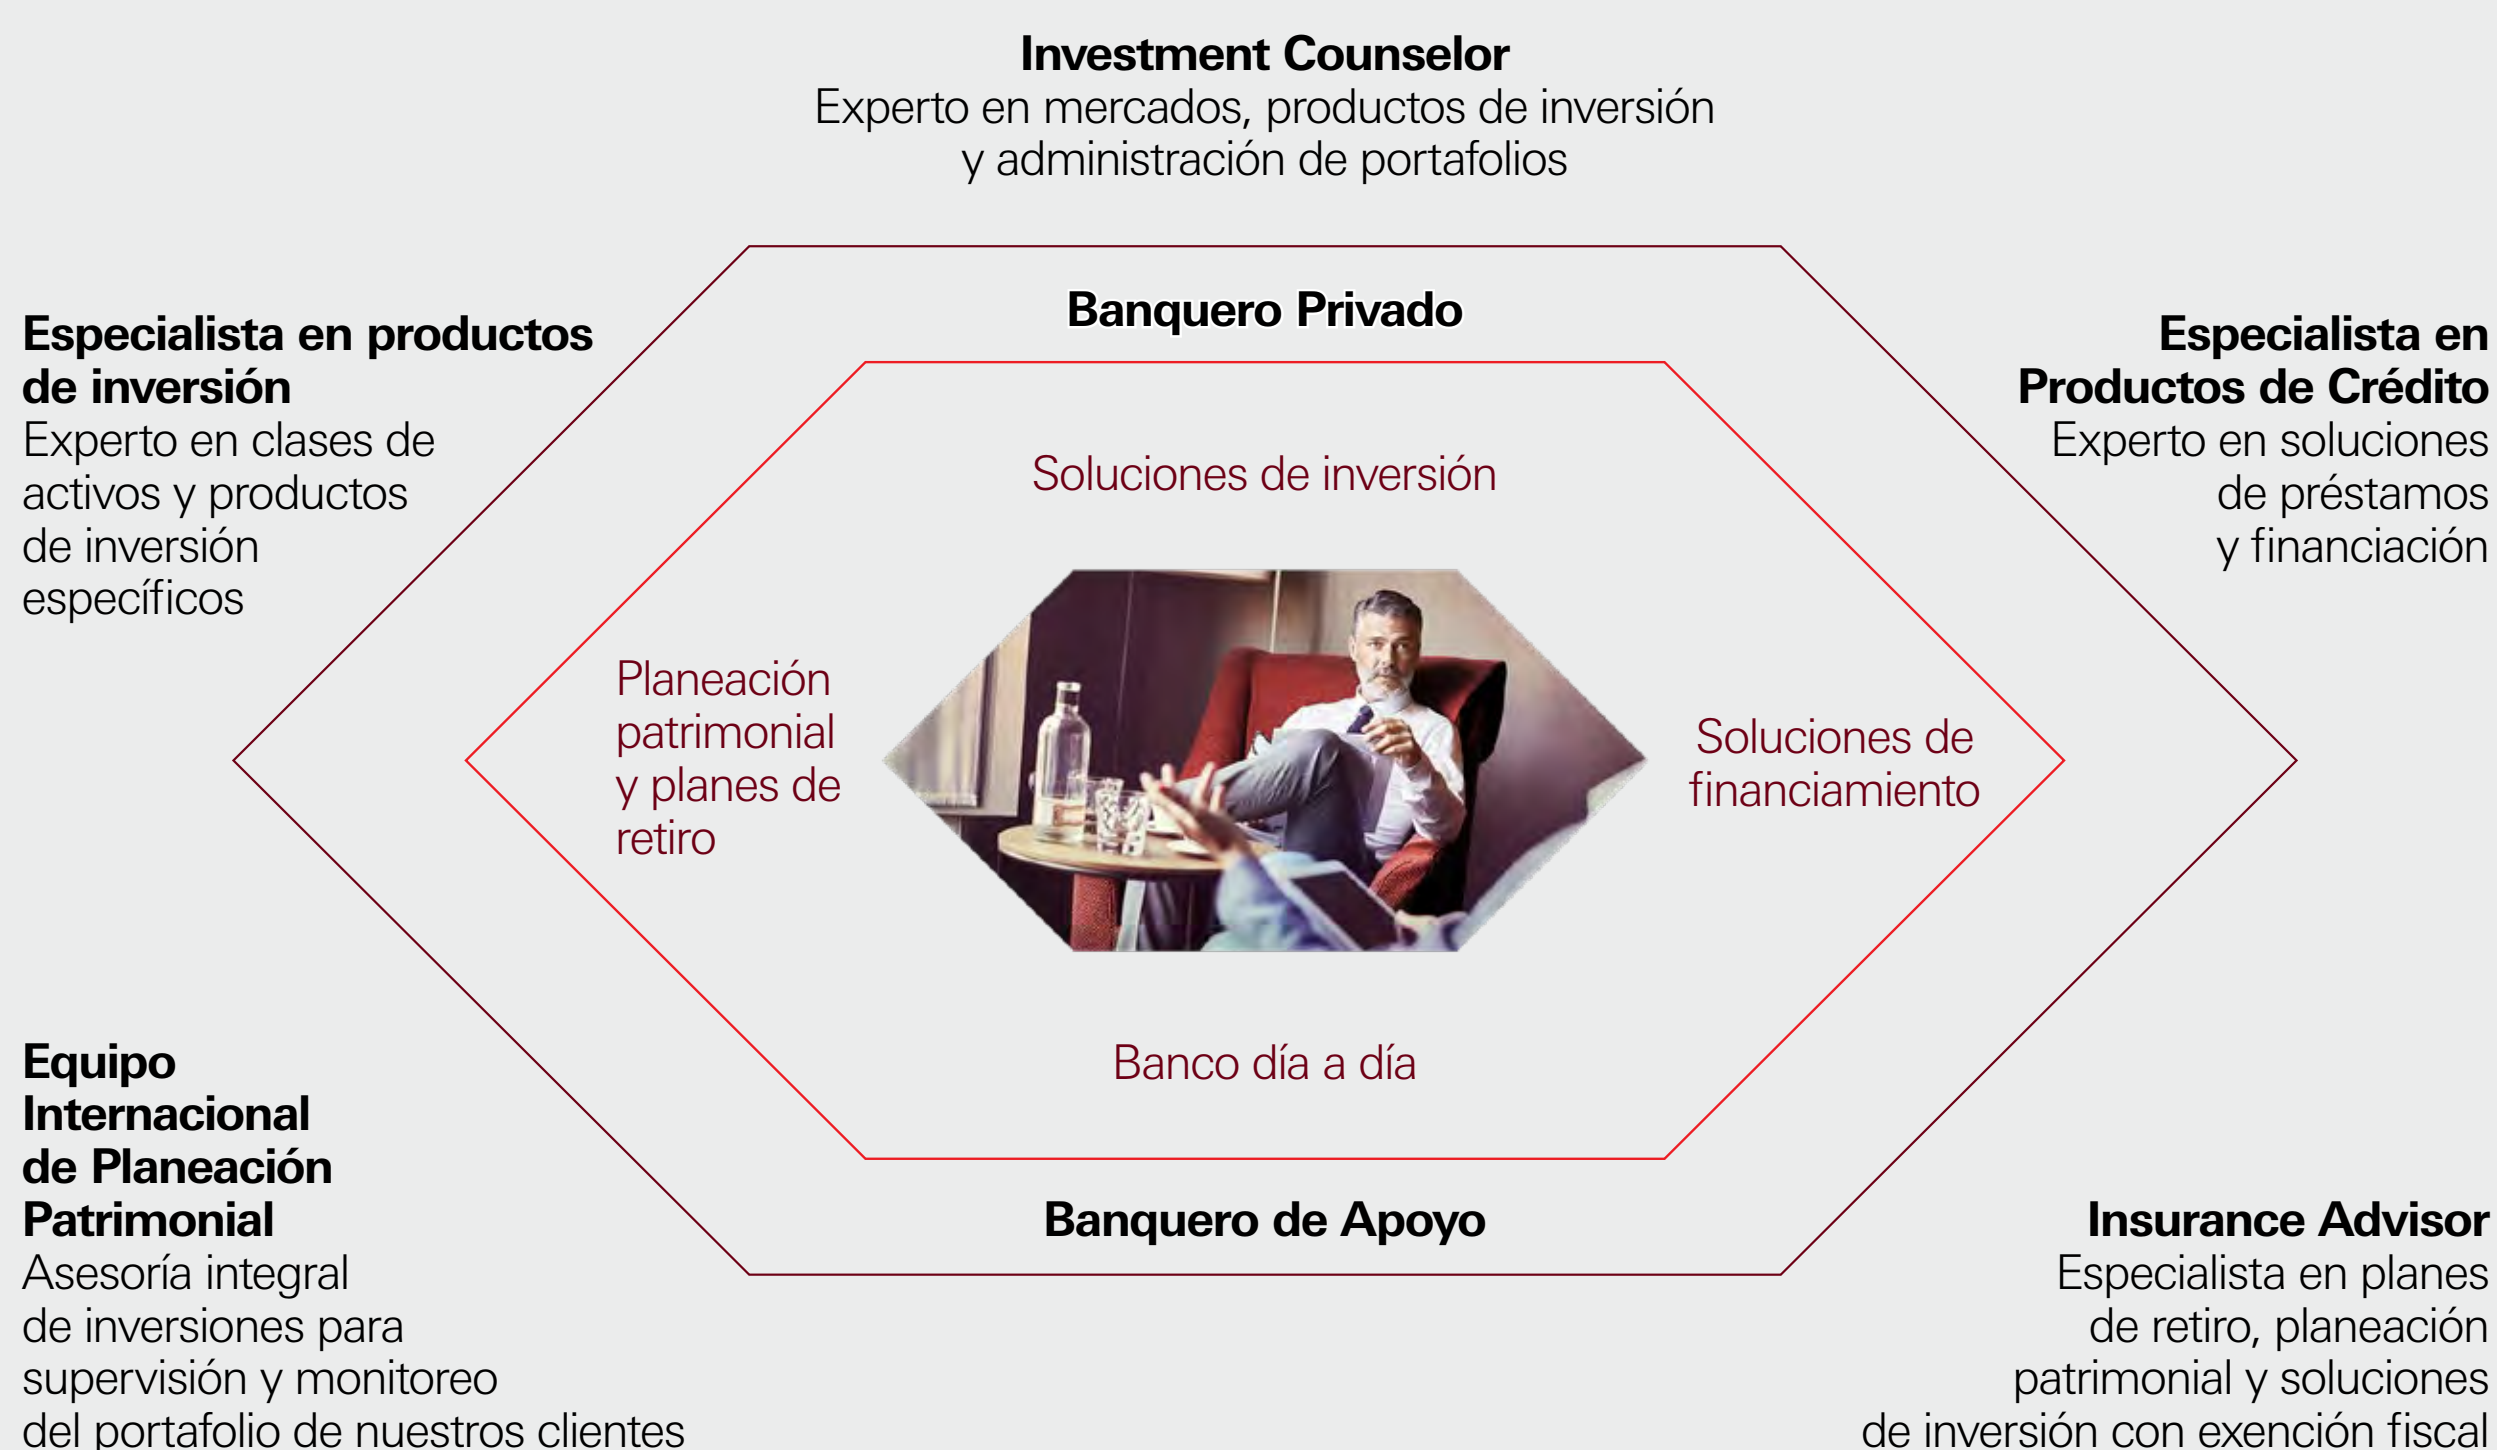 Investment Counselor
Experto en mercados, productos de inversión
y administración de portafolios
Banquero Privado
Especialista en productos
de inversión
Experto en clases de
activos y productos
de inversión
específicos
Especialista en
Productos de Crédito
Experto en soluciones
de préstamos
y financiación
Soluciones de inversión
Planeación
patrimonial
y planes de
retiro
Soluciones de
financiamiento
Banco día a día
Banquero de Apoyo
Equipo
Internacional
de Planeación
Patrimonial
Asesoría integral
de inversiones para
supervisión y monitoreo
del portafolio de nuestros clientes
Insurance Advisor
Especialista en planes
de retiro, planeación
patrimonial y soluciones
de inversión con exención fiscal